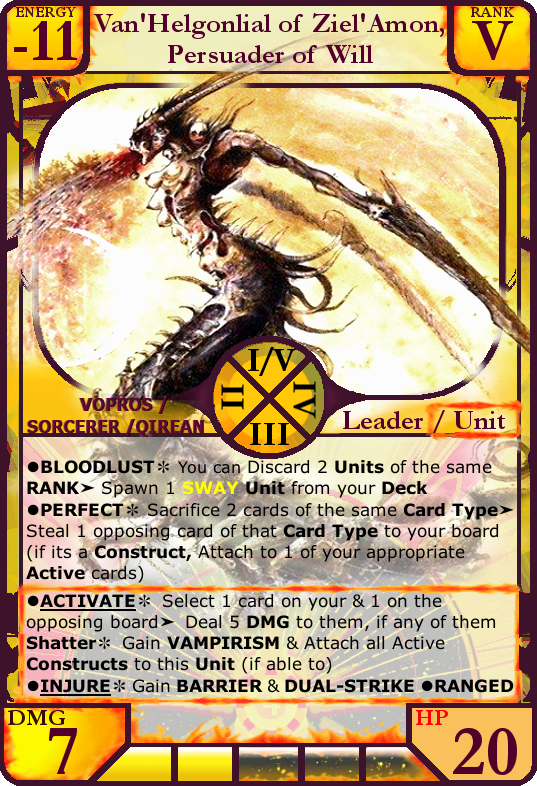 ENERGY
-11
Van'Helgonlial of Ziel'Amon,
Persuader of Will
RANK
V
I/V
II
IV
III
VOPROS /
SORCERER /QIREAN
Leader / Unit
●BLOODLUST✻ You can Discard 2 Units of the same
RANK➤ Spawn 1 SWAY Unit from your Deck
●PERFECT✻ Sacrifice 2 cards of the same Card Type➤
Steal 1 opposing card of that Card Type to your board
(if its a Construct, Attach to 1 of your appropriate
Active cards)
●ACTIVATE✻ Select 1 card on your & 1 on the
opposing board➤ Deal 5 DMG to them, if any of them
Shatter✻ Gain VAMPIRISM & Attach all Active
Constructs to this Unit (if able to)
●INJURE✻ Gain BARRIER & DUAL-STRIKE ●RANGED
DMG
7
HP
20